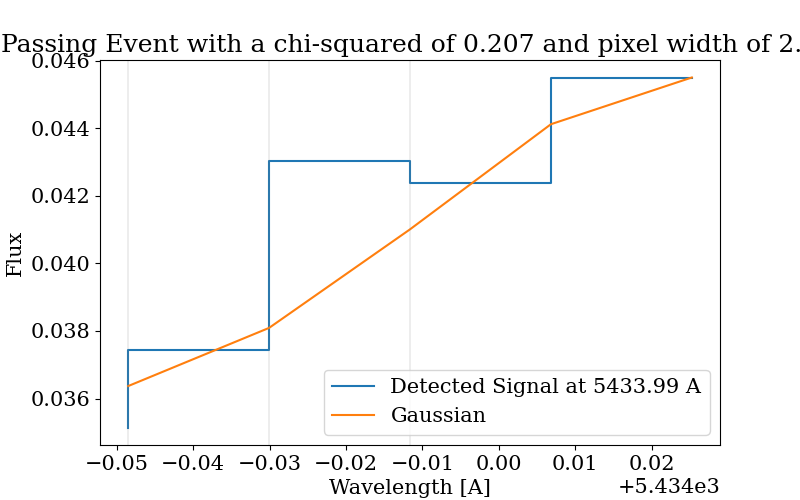 Passing Event with a chi-squared of 0.207 and pixel width of 2.
0.046
0.044
0.042
0.040
0.038
0.036
Flux
Detected Signal at 5433.99 A
Gaussian
−0.05 −0.04 −0.03 −0.02 −0.01 0.00 0.01 0.02
Wavelength [A]
+5.434e3